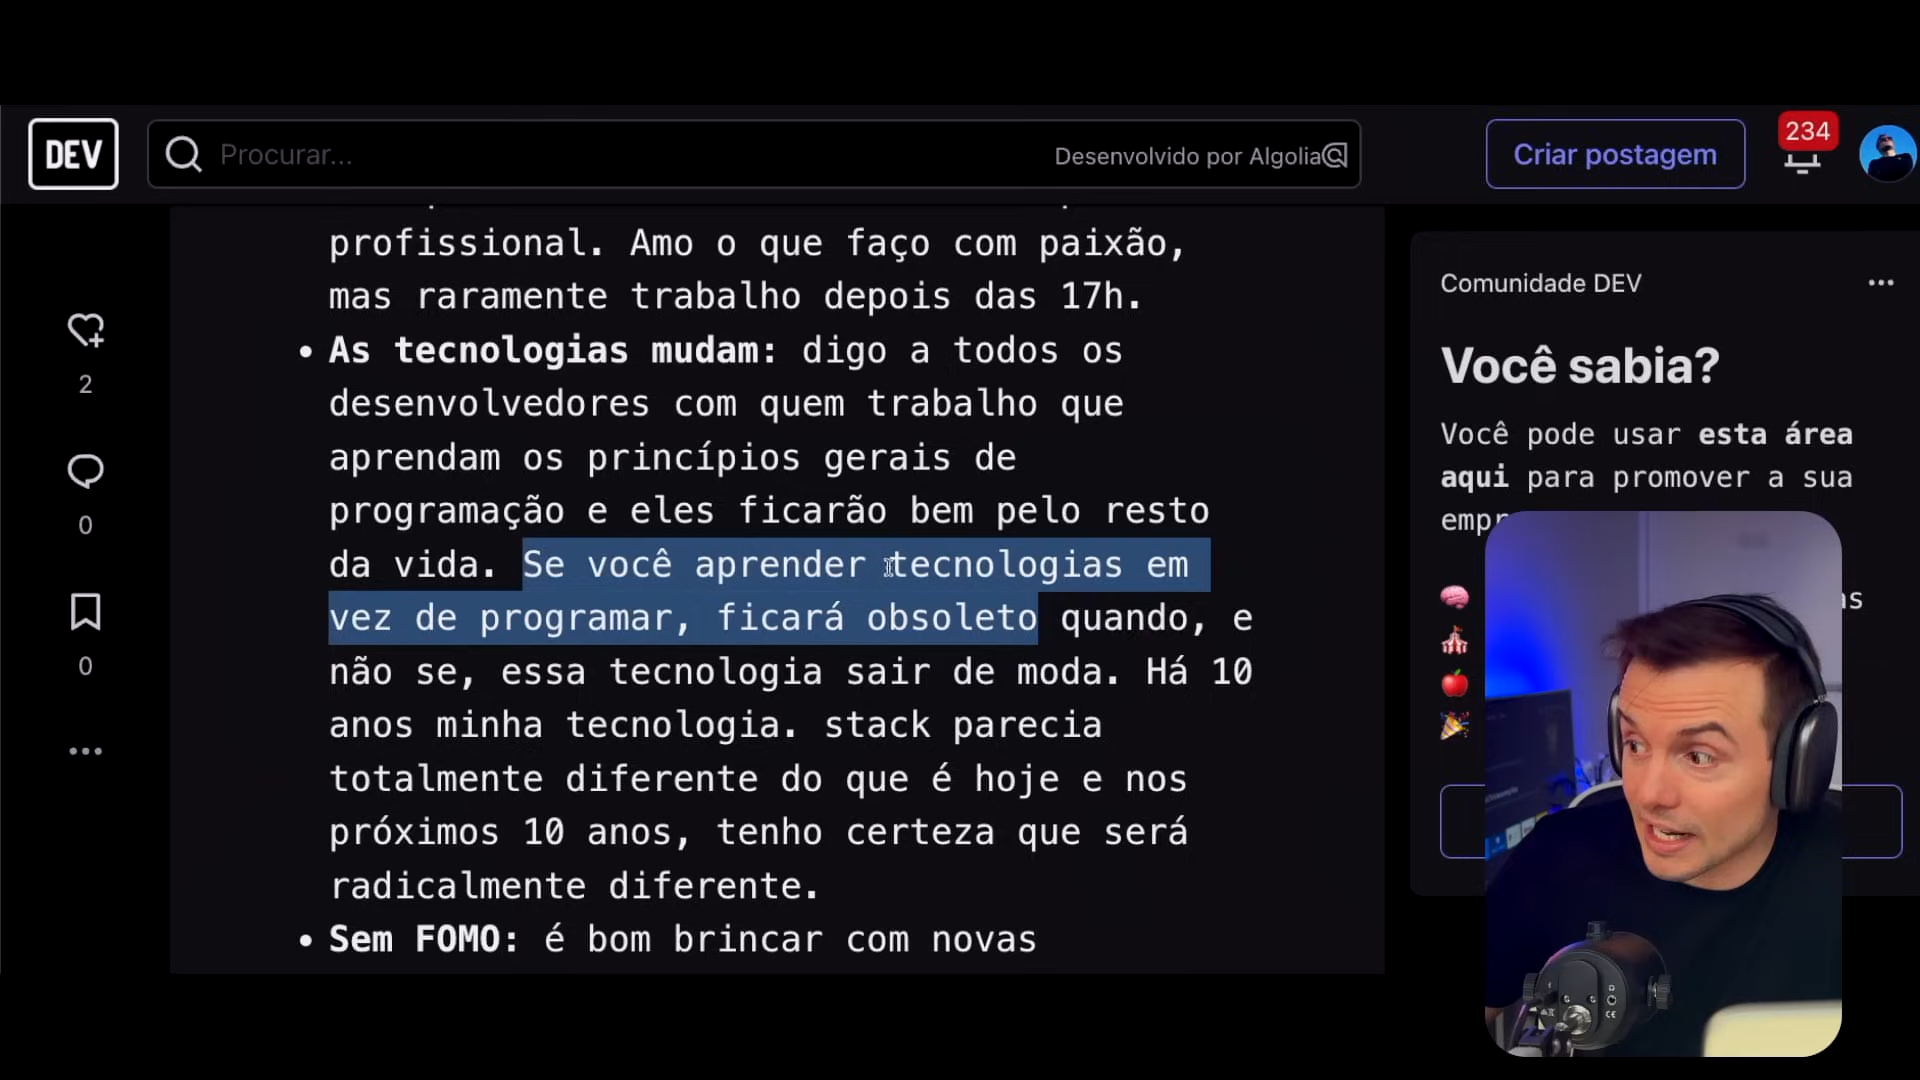 DEV
Procurar...
Desenvolvido por Algolia
Criar postagem
234
profissional. Amo o que faço com paixão,
mas raramente trabalho depois das 17h.
• As tecnologias mudam: digo a todos os
desenvolvedores com quem trabalho que
aprendam os princípios gerais de
programação e eles ficarão bem pelo resto
da vida. Se você aprender tecnologias em
vez de programar, ficará obsoleto quando, e
não se, essa tecnologia sair de moda. Há 10
anos minha tecnologia. stack parecia
totalmente diferente do que é hoje e nos
próximos 10 anos, tenho certeza que será
radicalmente diferente.
• Sem FOMO: é bom brincar com novas
2
0
0
Comunidade DEV
Você sabia?
Você pode usar esta área
aqui para promover a sua